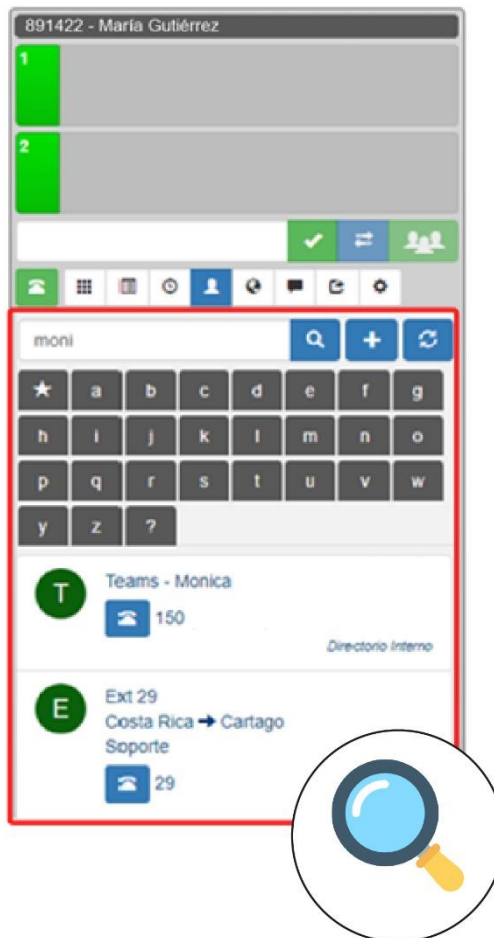 891422 - María Gutiérrez
1
2
moni
a b c d e f g
h i j k l m n o
p q r s t u v w
y z ?
T
Teams - Monica
150
Directorio Interno
E
Ext 29
Costa Rica → Cartago
Soporte
29